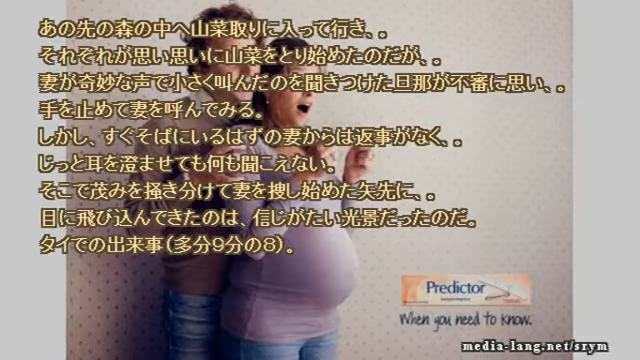 あの先の森の中へ山菜取りに入って行き、。
それぞれが思い思いに山菜をとり始めたのだが、。
妻が奇妙な声で小さく叫んだのを聞きつけた旦那が不審に思い、。
手を止めて妻を呼んでみる。
しかし、すぐそばにいるはずの妻からは返事がなく、。
じっと耳を澄ませても何も聞こえない。
そこで茂みを掻き分けて妻を捜し始めた矢先に、。
目に飛び込んできたのは、信じがたい光景だったのだ。
タイでの出来事(多分9分の8)。
Predictor
When you need to know.
media-lang.net/srym